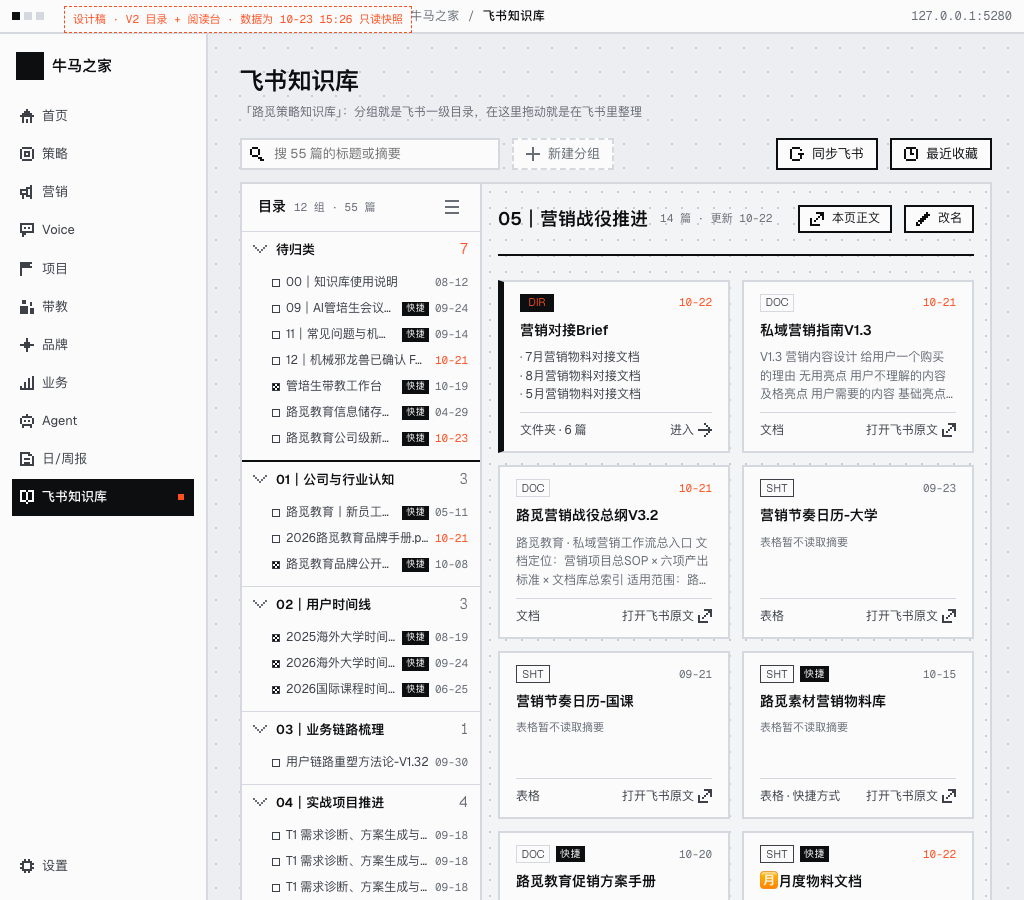 设计稿 · V2 目录 + 阅读台 · 数据为 10-23 15:26 只读快照
牛马之家 / 飞书知识库
127.0.0.1:5280
牛马之家
首页
策略
营销
Voice
项目
带教
品牌
业务
Agent
日/周报
飞书知识库
设置
飞书知识库
「路觅策略知识库」: 分组就是飞书一级目录, 在这里拖动就是在飞书里整理
搜 55 篇的标题或摘要
新建分组
同步飞书
最近收藏
目录 12 组 · 55 篇
待归类 7
00｜知识库使用说明 08-12
09｜AI管培生会议... 快捷 09-24
11｜常见问题与机... 快捷 09-14
12｜机械邪龙兽已确认 F... 10-21
管培生带教工作台 快捷 10-19
路觅教育信息储存... 快捷 04-29
路觅教育公司级新... 快捷 10-23
01｜公司与行业认知 3
路觅教育丨新员工... 快捷 05-11
2026路觅教育品牌手册.p... 10-21
路觅教育品牌公开... 快捷 10-08
02｜用户时间线 3
2025海外大学时间... 快捷 08-19
2026海外大学时间... 快捷 09-24
2026国际课程时间... 快捷 06-25
03｜业务链路梳理 1
用户链路重塑方法论-V1.32 09-30
04｜实战项目推进 4
T1 需求诊断、方案生成与... 09-18
T1 需求诊断、方案生成与... 09-18
T1 需求诊断、方案生成与... 09-18
05｜营销战役推进 14 篇 · 更新 10-22
本页正文
改名
DIR 10-22
营销对接Brief
· 7月营销物料对接文档
· 8月营销物料对接文档
· 5月营销物料对接文档
文件夹 · 6 篇 进入
DOC 10-21
私域营销指南V1.3
V1.3 营销内容设计 给用户一个购买
的理由 无用亮点 用户不理解的内容
及格亮点 用户需要的内容 基础亮点...
文档 打开飞书原文
DOC 10-21
路觅营销战役总纲V3.2
路觅教育 · 私域营销工作流总入口 文
档定位: 营销项目总SOP × 六项产出
标准 × 文档库总索引 适用范围: 路...
文档 打开飞书原文
SHT 09-23
营销节奏日历-大学
表格暂不读取摘要
表格 打开飞书原文
SHT 09-21
营销节奏日历-国课
表格暂不读取摘要
表格 打开飞书原文
SHT 快捷 10-15
路觅素材营销物料库
表格暂不读取摘要
表格 · 快捷方式 打开飞书原文
DOC 快捷 10-20
路觅教育促销方案手册
SHT 快捷 10-22
🈷️月度物料文档